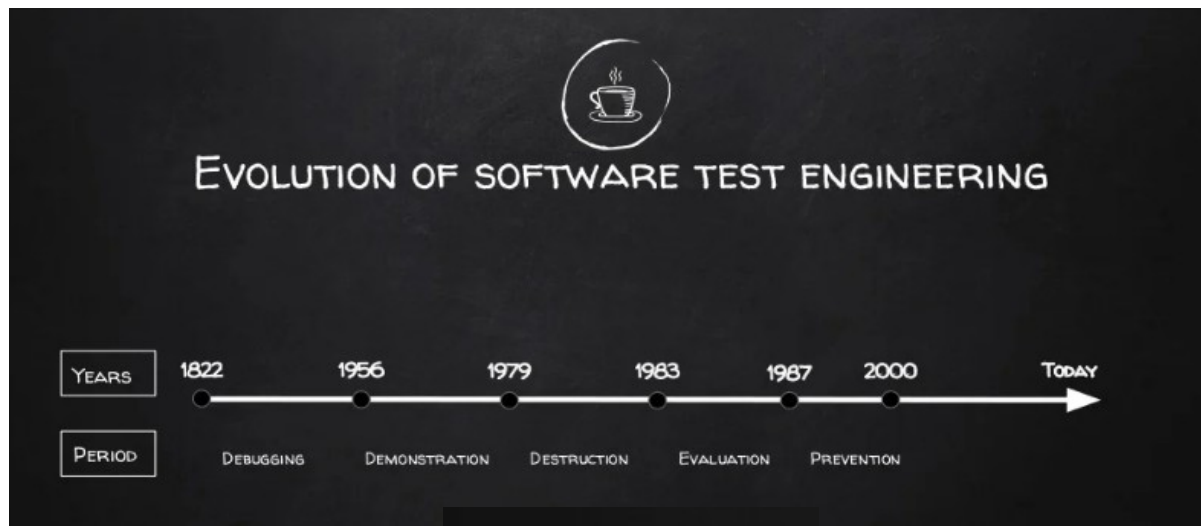 Evolution of software test engineering
Years 1822 1956 1979 1983 1987 2000 Today
Period Debugging Demonstration Destruction Evaluation Prevention